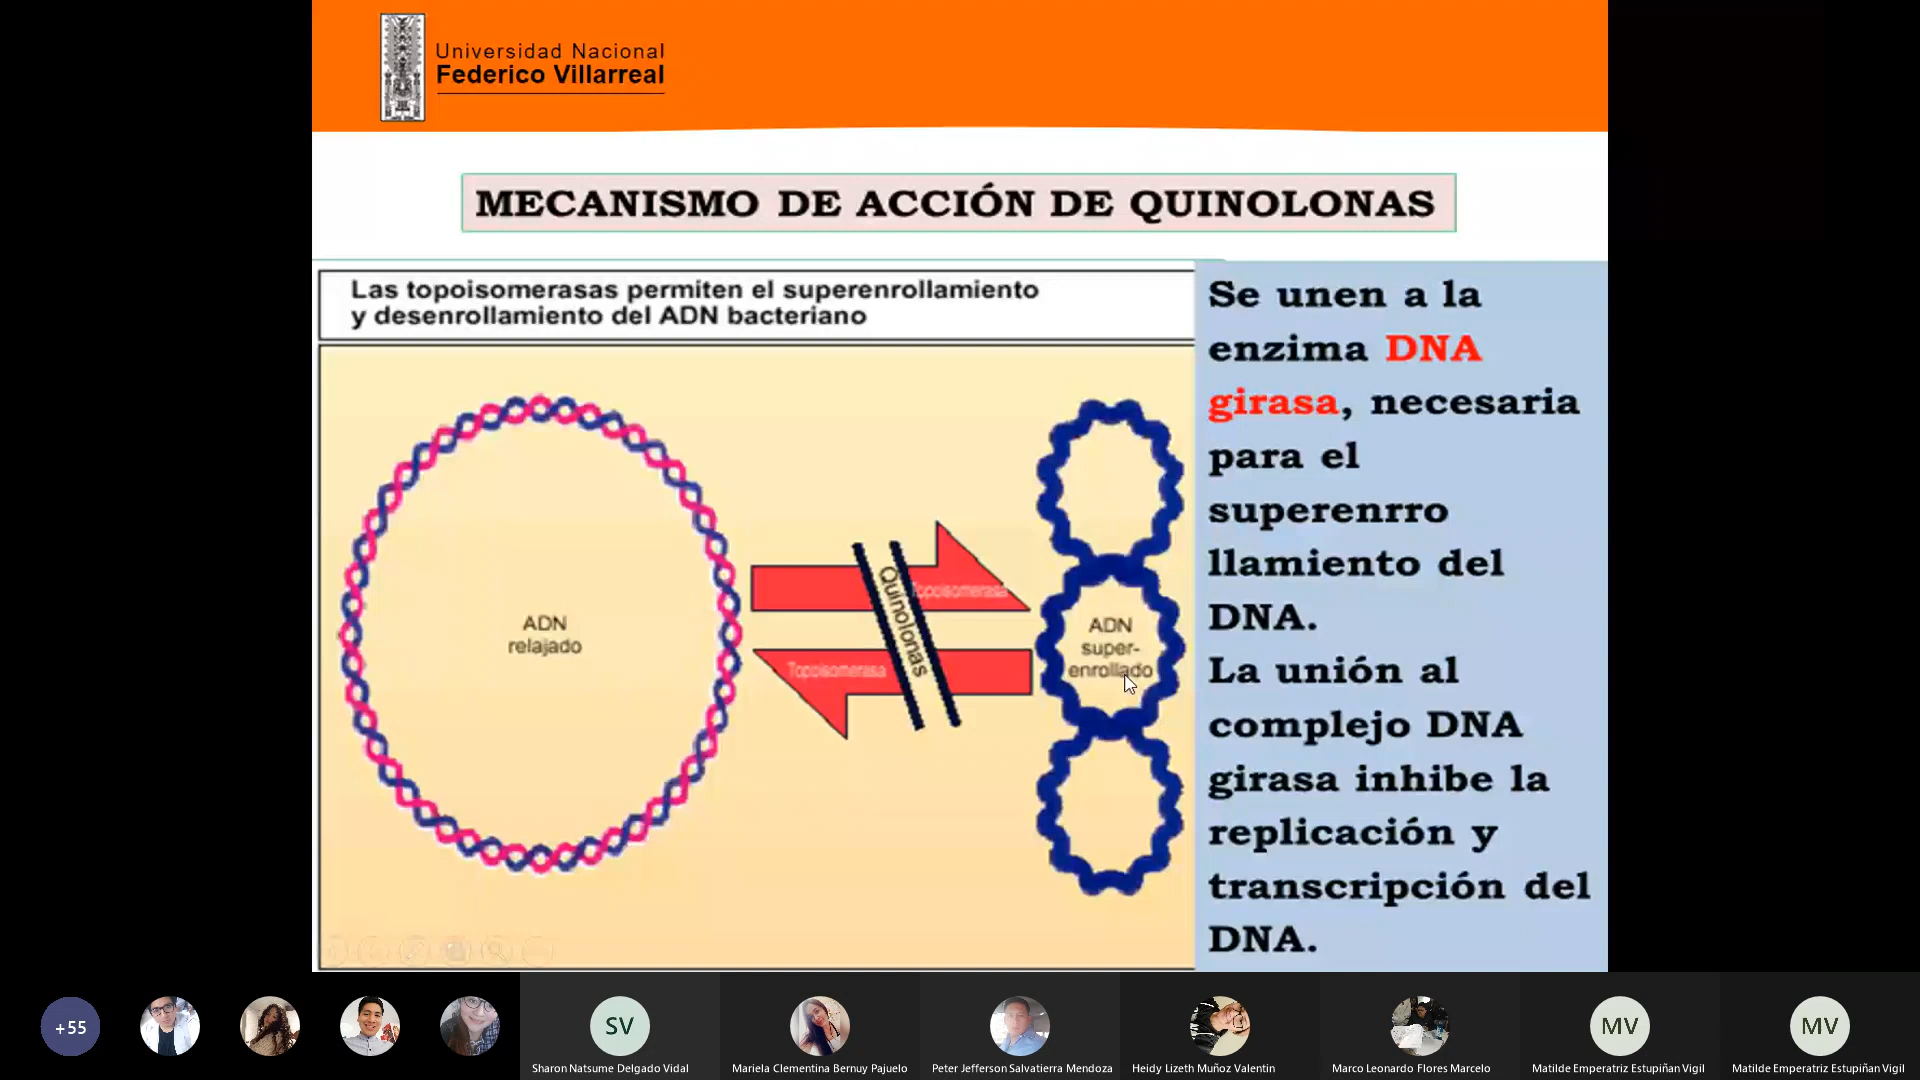 Universidad Nacional
Federico Villarreal
MECANISMO DE ACCIÓN DE QUINOLONAS
Las topoisomerasas permiten el superenrollamiento
y desenrollamiento del ADN bacteriano
ADN
relajado
Topoisomerasa
Quinolonas
Topoisomerasa
ADN
super-
enrollado
Se unen a la
enzima DNA
girasa, necesaria
para el
superenrro
llamiento del
DNA.
La unión al
complejo DNA
girasa inhibe la
replicación y
transcripción del
DNA.
+55
SV
MV
MV
Sharon Natsume Delgado Vidal
Mariela Clementina Bernuy Pajuelo
Peter Jefferson Salvatierra Mendoza
Heidy Lizeth Muñoz Valentin
Marco Leonardo Flores Marcelo
Matilde Emperatriz Estupiñan Vigil
Matilde Emperatriz Estupiñan Vigil